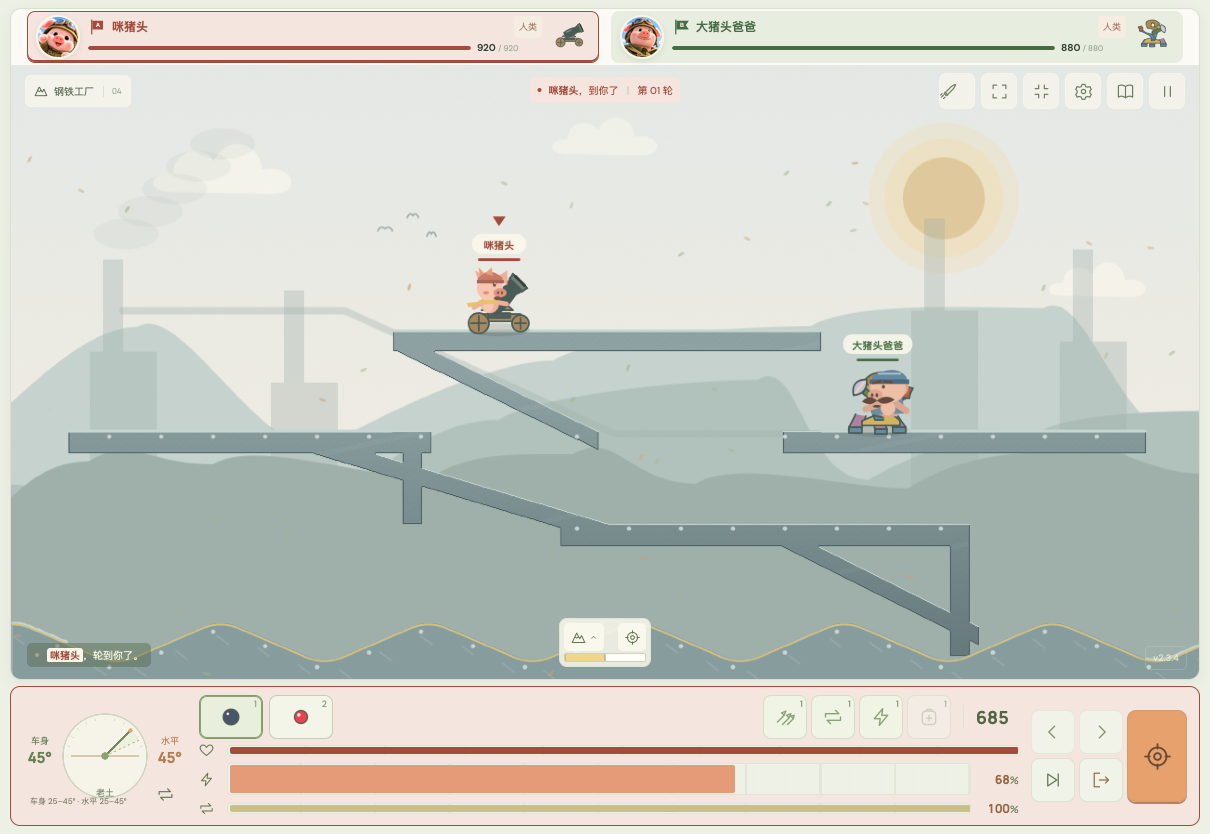 咪猪头 人类
920 / 920
大猪头爸爸 人类
880 / 880
钢铁工厂 04
咪猪头，到你了 第 01 轮
咪猪头
大猪头爸爸
咪猪头，轮到你了。
v2.3.4
1
2
1
1
1
1
685
车身
45°
水平
45°
老土
车身 25–45° · 水平 25–45°
68%
100%